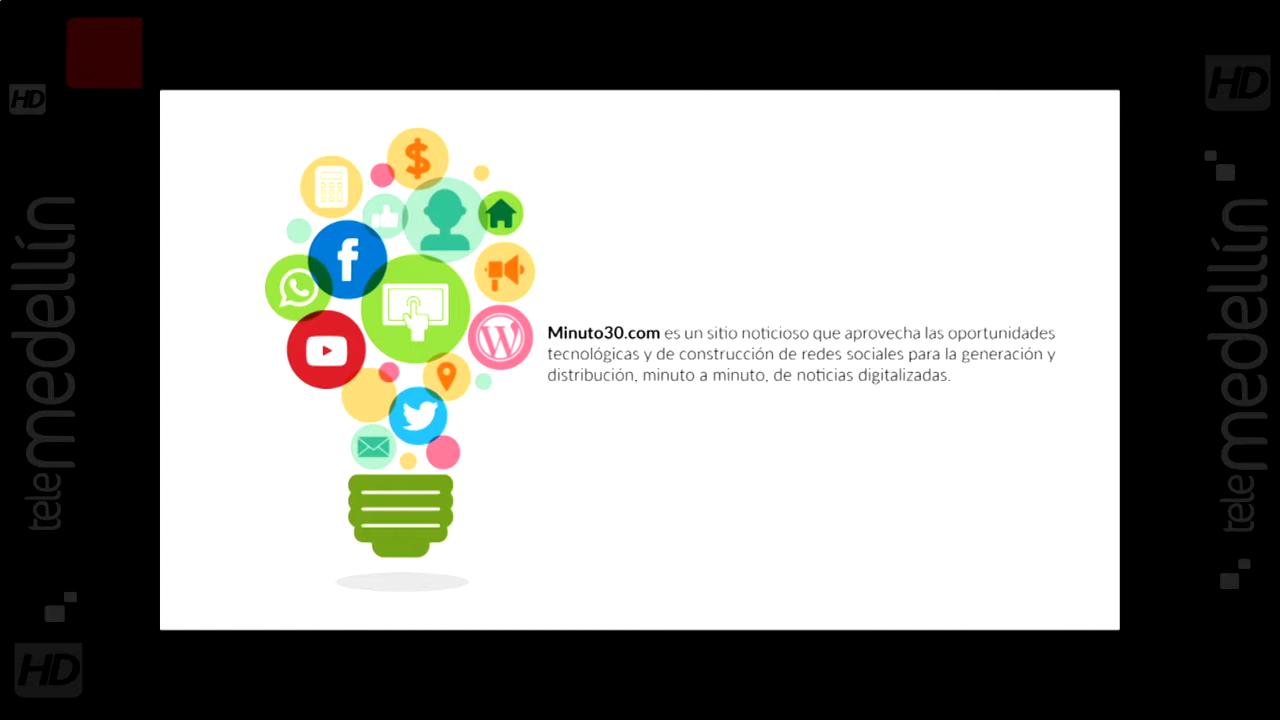 HD
HD
telemedellín
telemedellín
Minuto30.com es un sitio noticioso que aprovecha las oportunidades
tecnológicas y de construcción de redes sociales para la generación y
distribución, minuto a minuto, de noticias digitalizadas.
HD